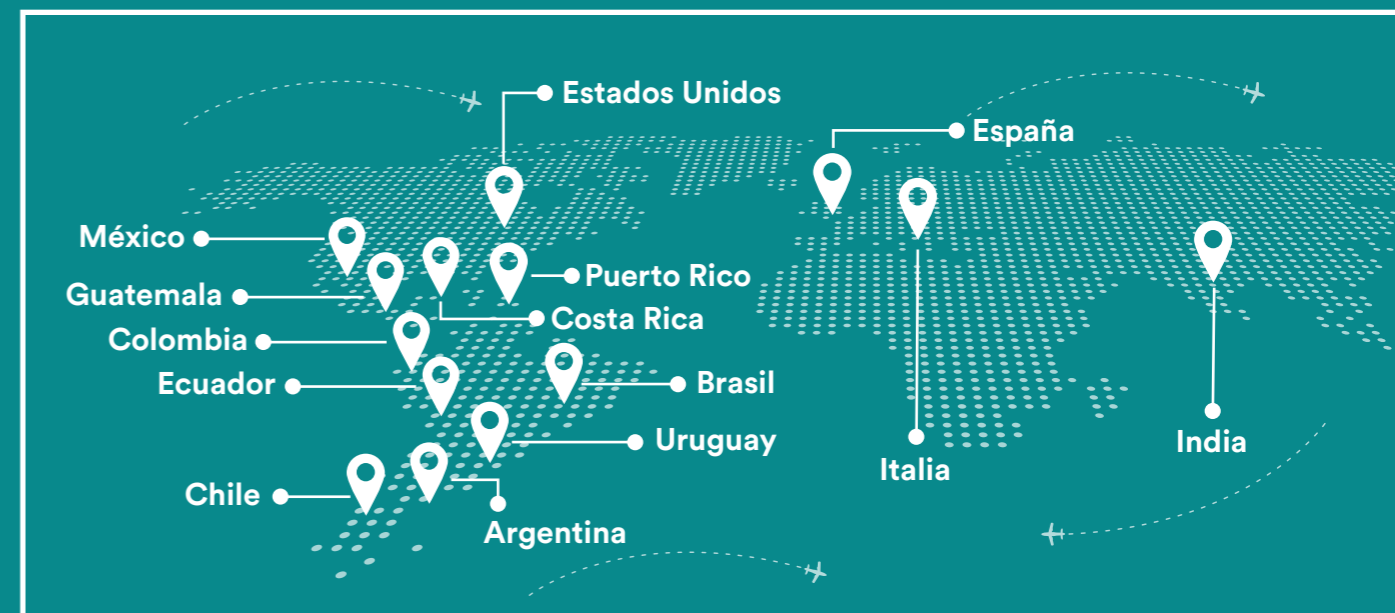 Estados Unidos
España
México
Guatemala
Puerto Rico
Costa Rica
Colombia
Ecuador
Brasil
Uruguay
India
Italia
Chile
Argentina